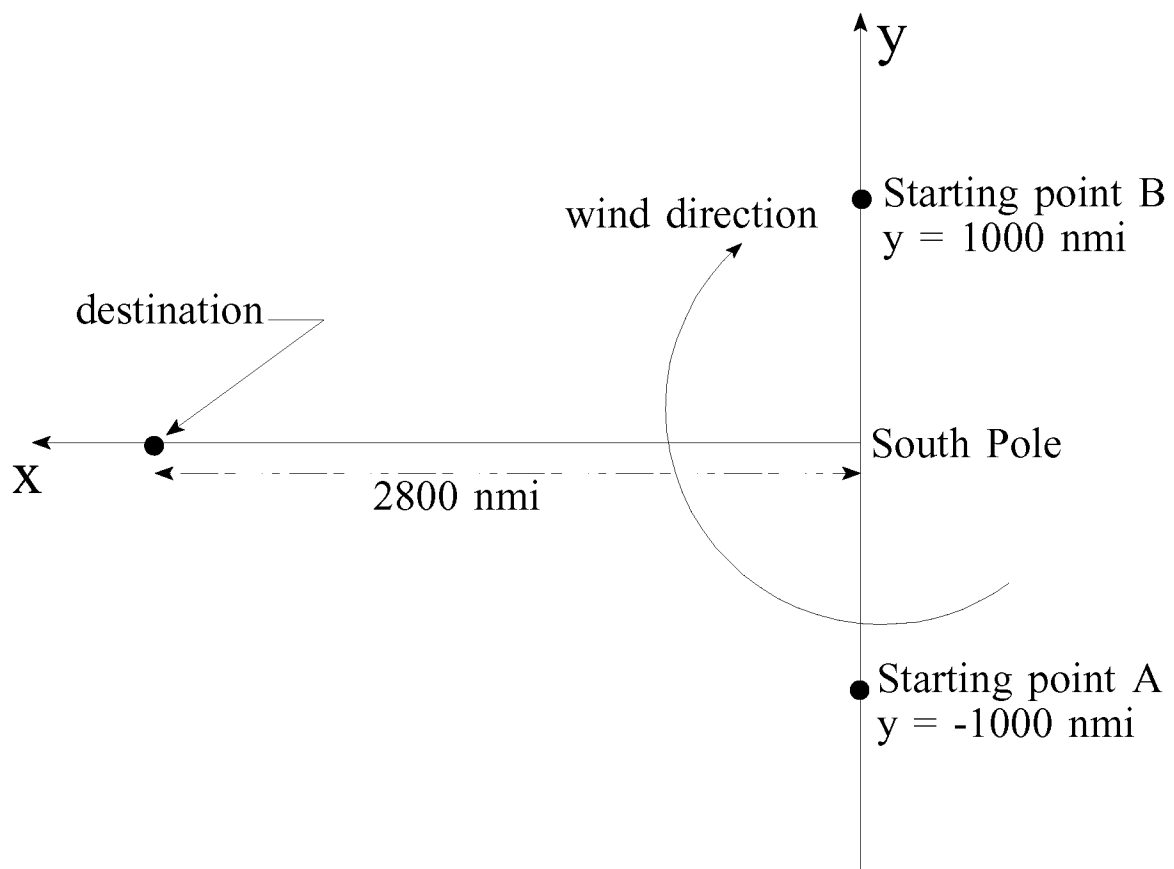 y
Starting point B
y = 1000 nmi
wind direction
destination
South Pole
x
2800 nmi
Starting point A
y = -1000 nmi